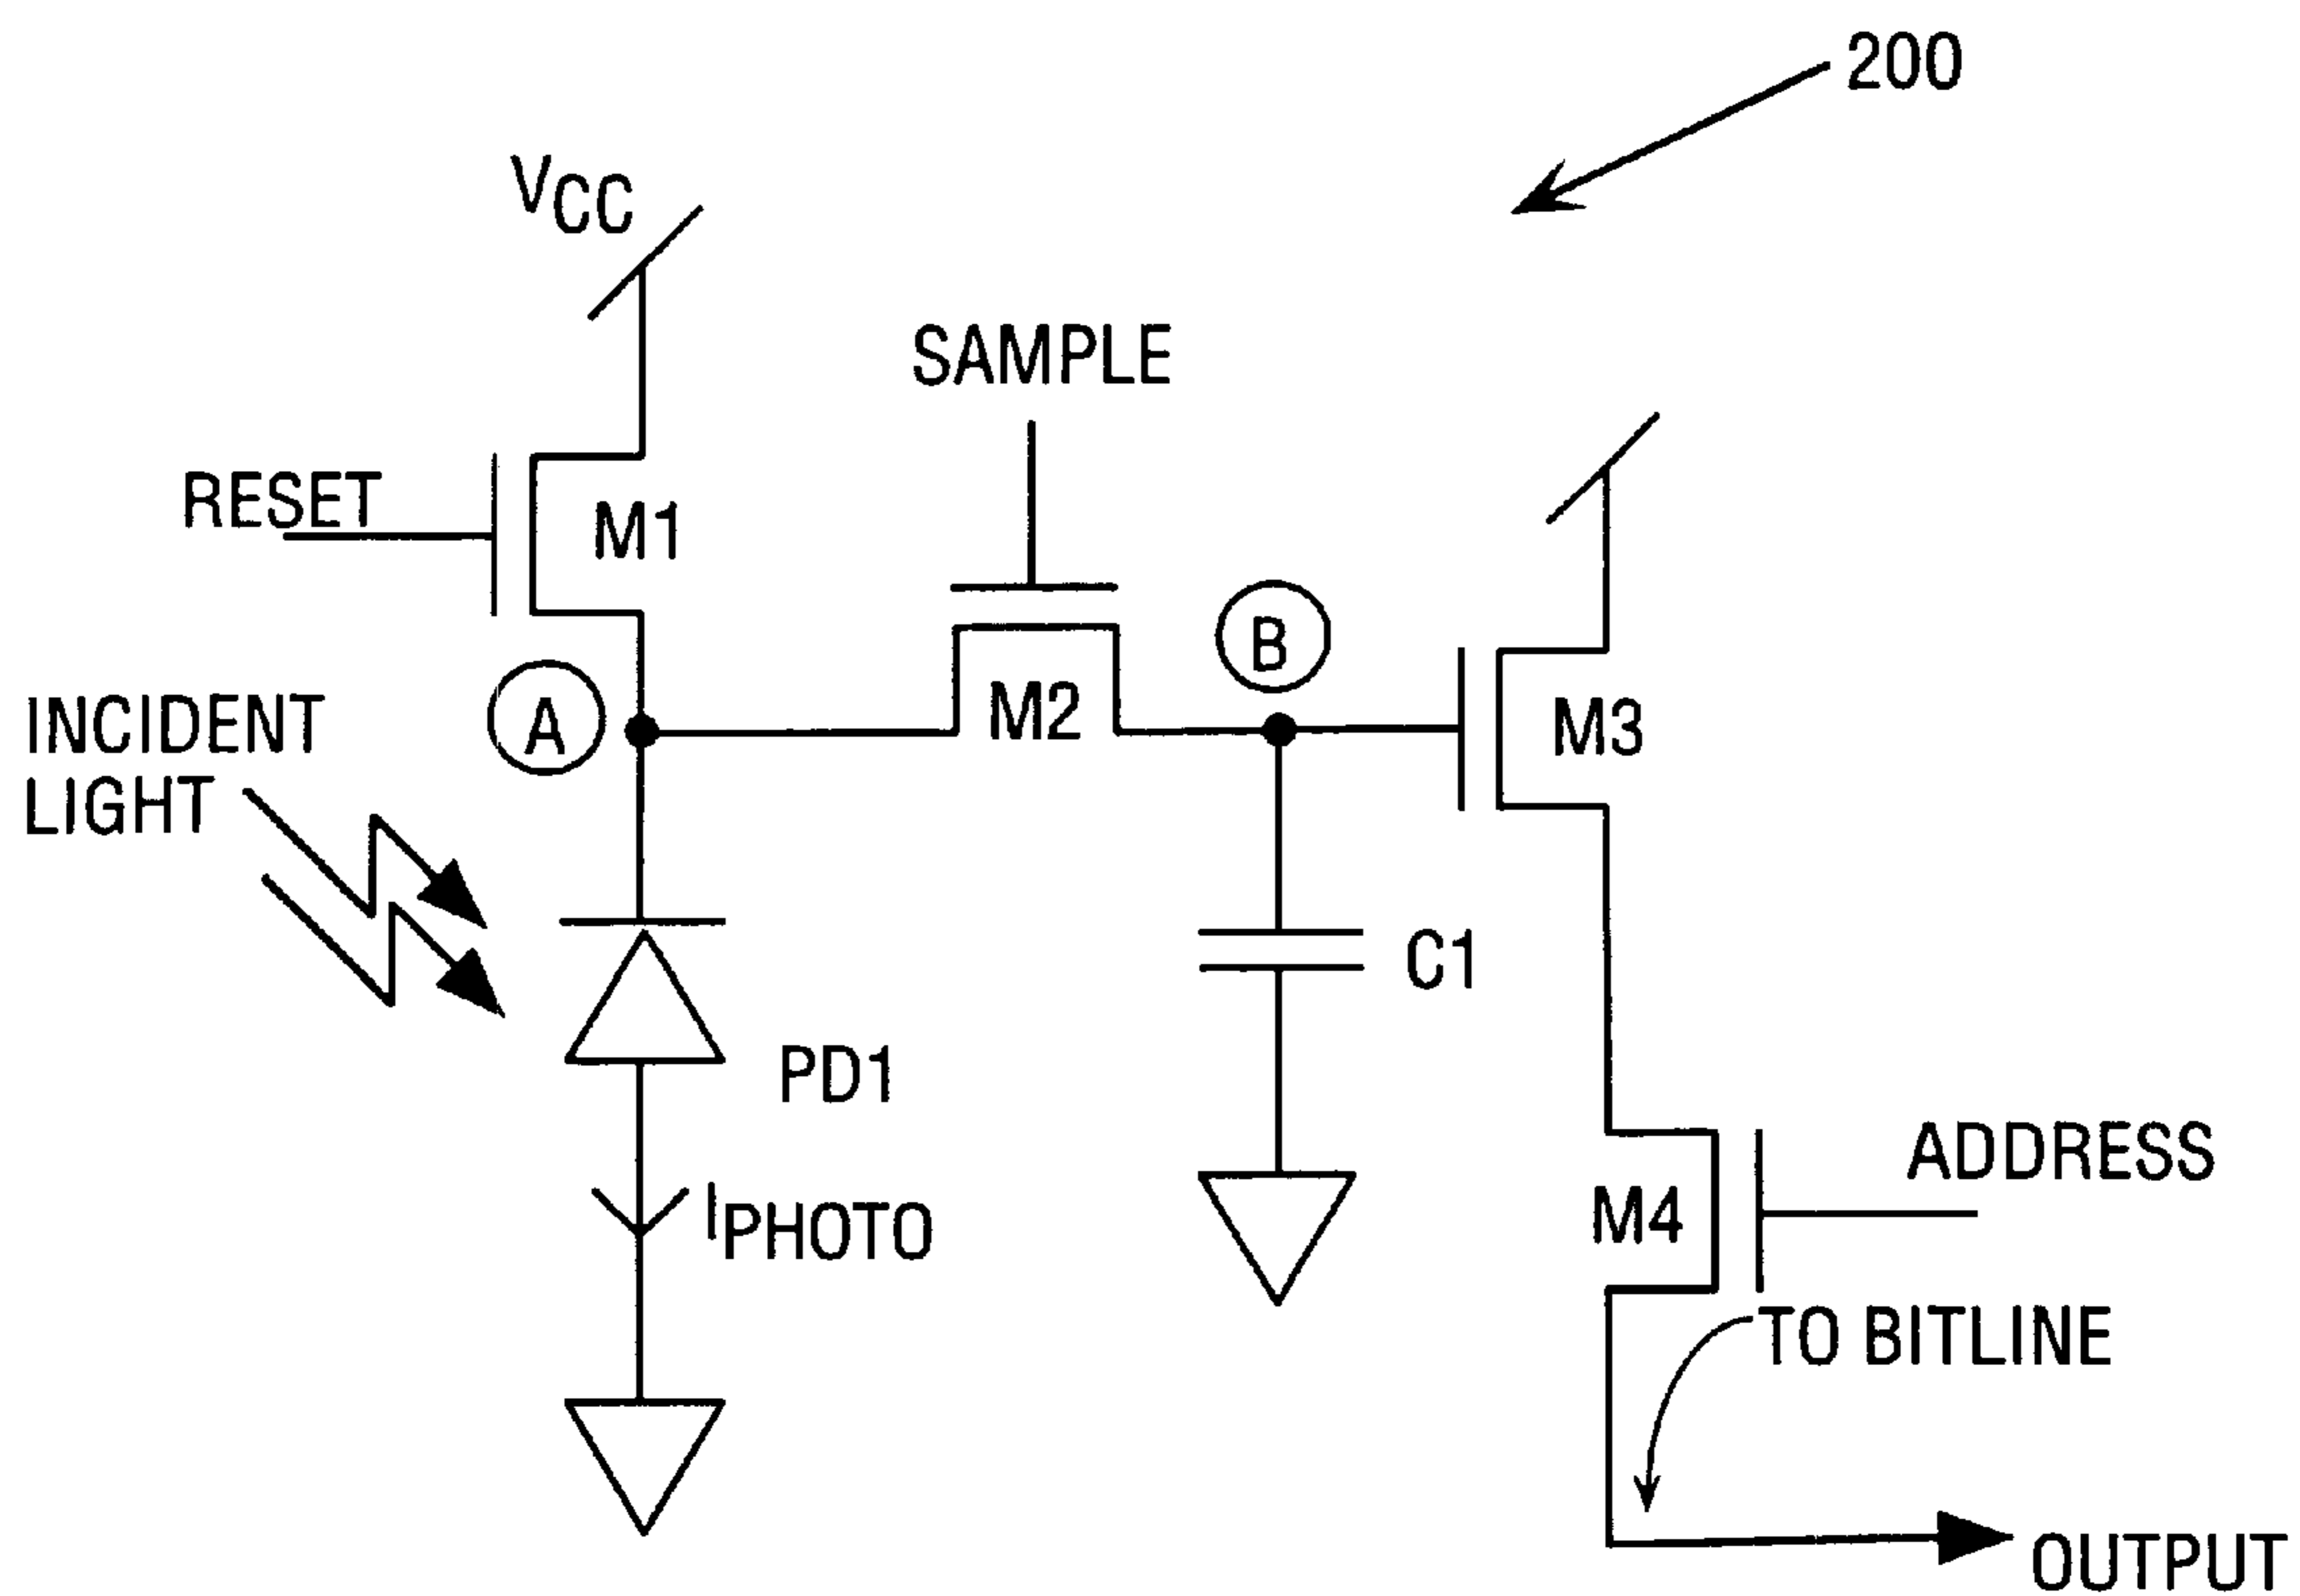 200
VCC
SAMPLE
RESET
M1
B
A
M2
M3
INCIDENT
LIGHT
C1
PD1
ADDRESS
M4
IPHOTO
TO BITLINE
OUTPUT